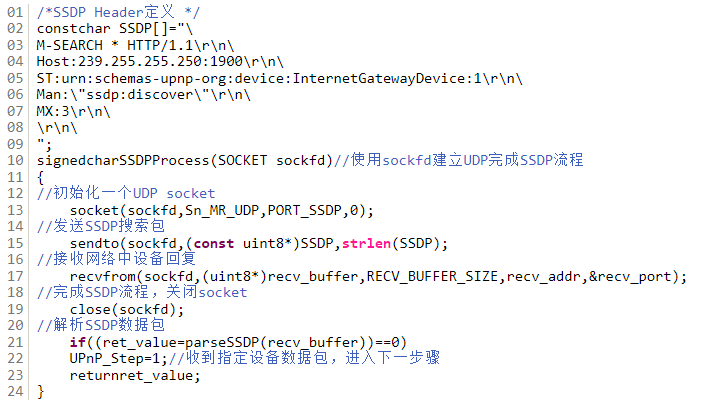 01 /*SSDP Header定义 */
02 constchar SSDP[]="\
03 M-SEARCH * HTTP/1.1\r\n\
04 Host:239.255.255.250:1900\r\n\
05 ST:urn:schemas-upnp-org:device:InternetGatewayDevice:1\r\n\
06 Man:\"ssdp:discover\"\r\n\
07 MX:3\r\n\
08 \r\n\
09 ";
10 signedcharSSDPProcess(SOCKET sockfd)//使用sockfd建立UDP完成SSDP流程
11 {
12 //初始化一个UDP socket
13     socket(sockfd,Sn_MR_UDP,PORT_SSDP,0);
14 //发送SSDP搜索包
15     sendto(sockfd,(const uint8*)SSDP,strlen(SSDP);
16 //接收网络中设备回复
17     recvfrom(sockfd,(uint8*)recv_buffer,RECV_BUFFER_SIZE,recv_addr,&recv_port);
18 //完成SSDP流程，关闭socket
19     close(sockfd);
20 //解析SSDP数据包
21     if((ret_value=parseSSDP(recv_buffer))==0)
22     UPnP_Step=1;//收到指定设备数据包，进入下一步骤
23     returnret_value;
24 }